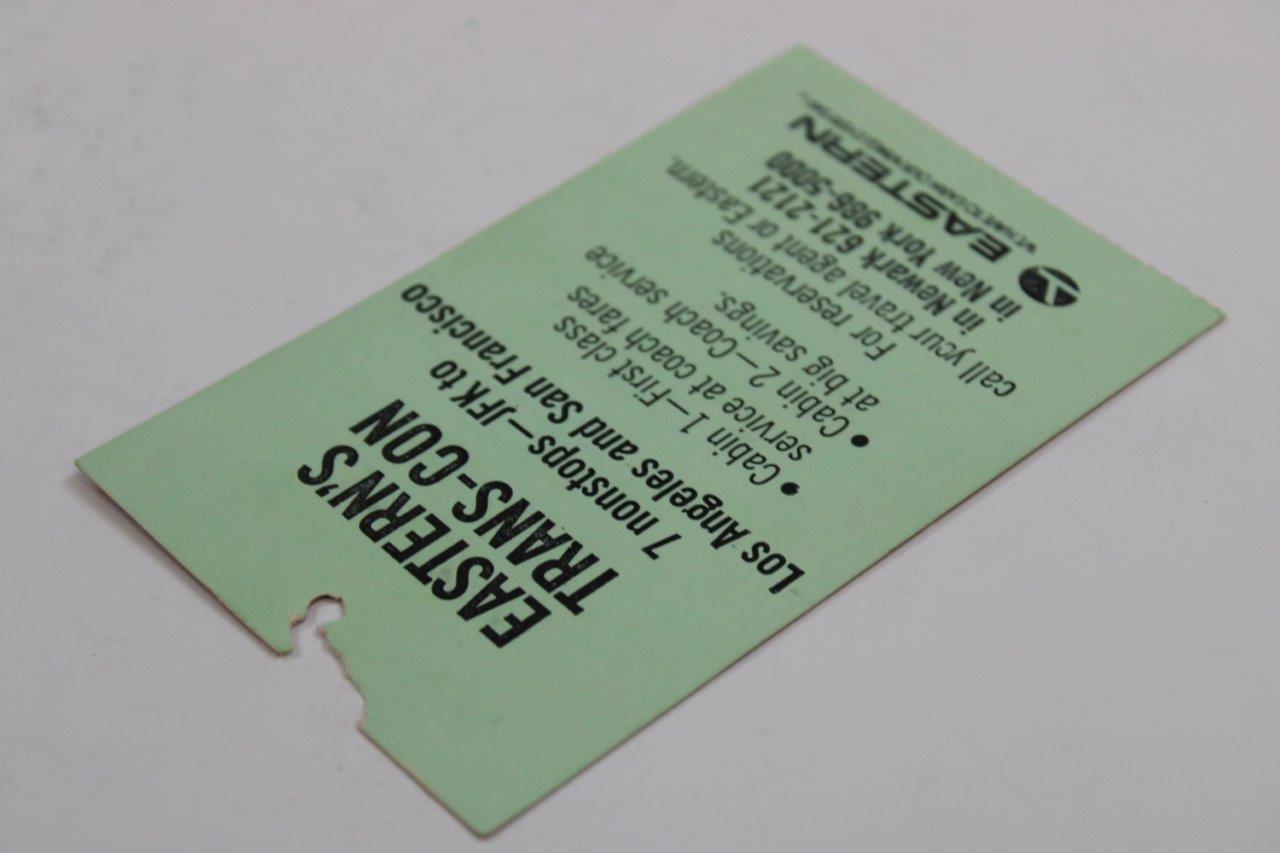 EASTERN'S
TRANS-CON
7 nonstops—JFK to
Los Angeles and San Francisco
• Cabin 1—First class
service at coach fares
• Cabin 2—Coach service
at big savings.
For reservations
call your travel agent or Eastern.
in Newark 621-2121
in New York 986-5000
EASTERN